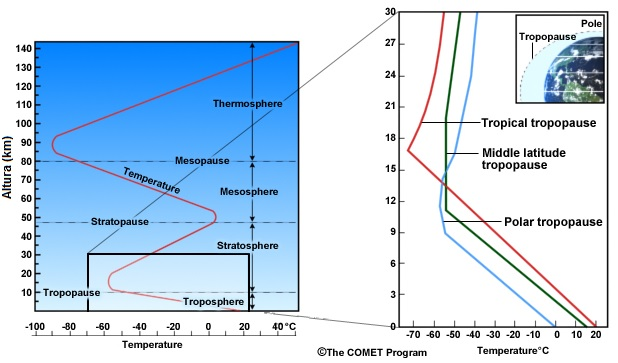 Altura (km)
140
130
120
110
100
90
80
70
60
50
40
30
20
10
Thermosphere
Mesopause
Temperature
Mesosphere
Stratopause
Stratosphere
Tropopause
Troposphere
-100 -80 -60 -40 -20 0 20 40°C
Temperature
30
27
24
21
18
15
12
9
6
3
0
Pole
Tropopause
Tropical tropopause
Middle latitude
tropopause
Polar tropopause
-70 -60 -50 -40 -30 -20 -10 0 10 20
Temperature°C
©The COMET Program